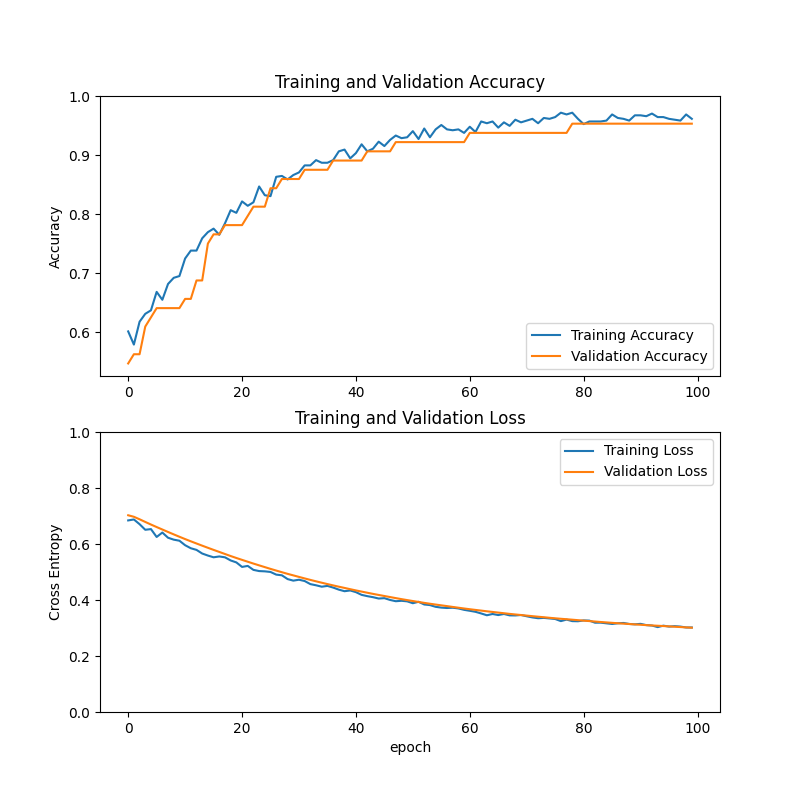 Training and Validation Accuracy
1.0
0.9
0.8
0.7
0.6
Accuracy
Training Accuracy
Validation Accuracy
0 20 40 60 80 100
Training and Validation Loss
1.0
0.8
0.6
0.4
0.2
0.0
Cross Entropy
Training Loss
Validation Loss
0 20 40 60 80 100
epoch